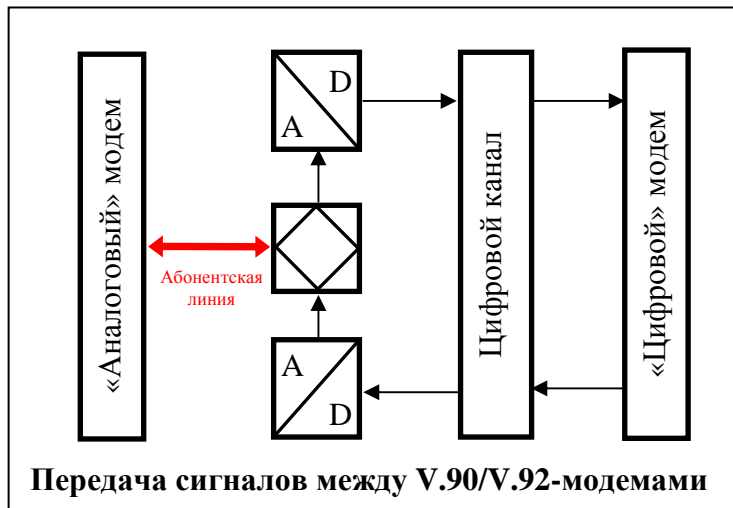 «Аналоговый» модем
Абонентская
линия
D
A
A
D
Цифровой канал
«Цифровой» модем
Передача сигналов между V.90/V.92-модемами